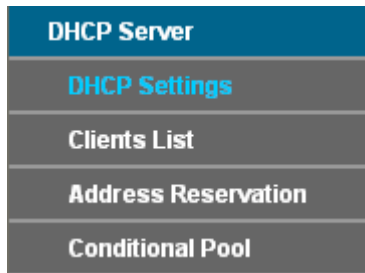 DHCP Server
DHCP Settings
Clients List
Address Reservation
Conditional Pool